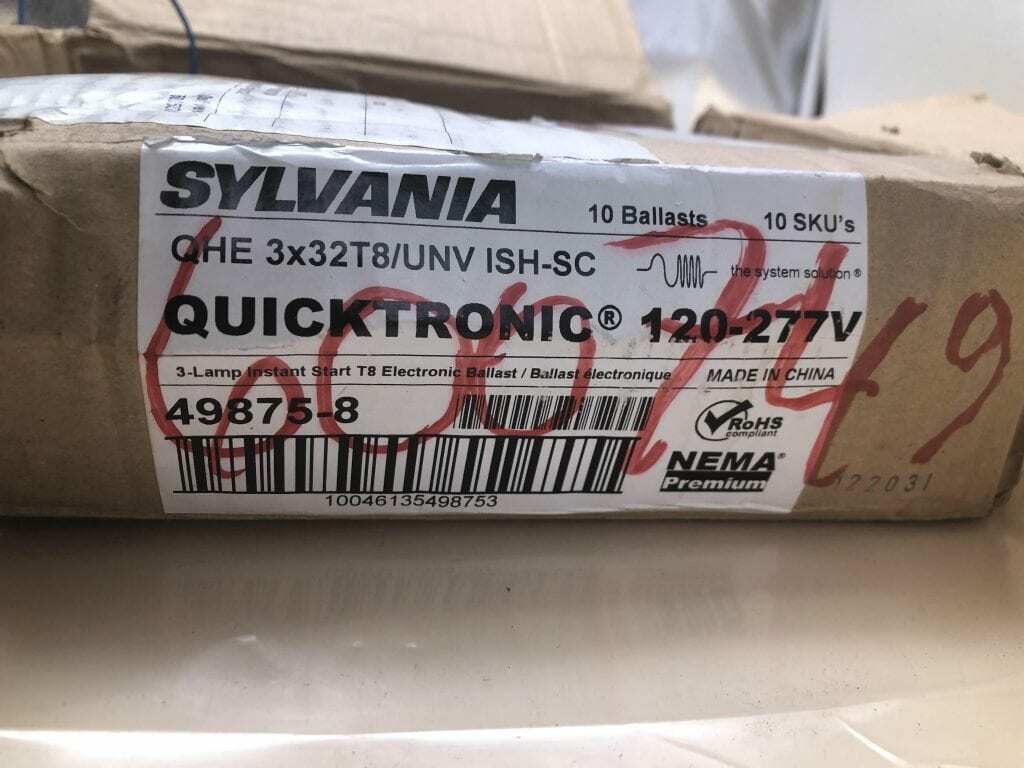 SYLVANIA
10 Ballasts 10 SKU's
QHE 3x32T8/UNV ISH-SC
the system solution®
QUICKTRONIC® 120-277V
3-Lamp Instant Start T8 Electronic Ballast / Ballast électronique MADE IN CHINA
49875-8
RoHS
compliant
NEMA®
Premium
10046135498753
122031